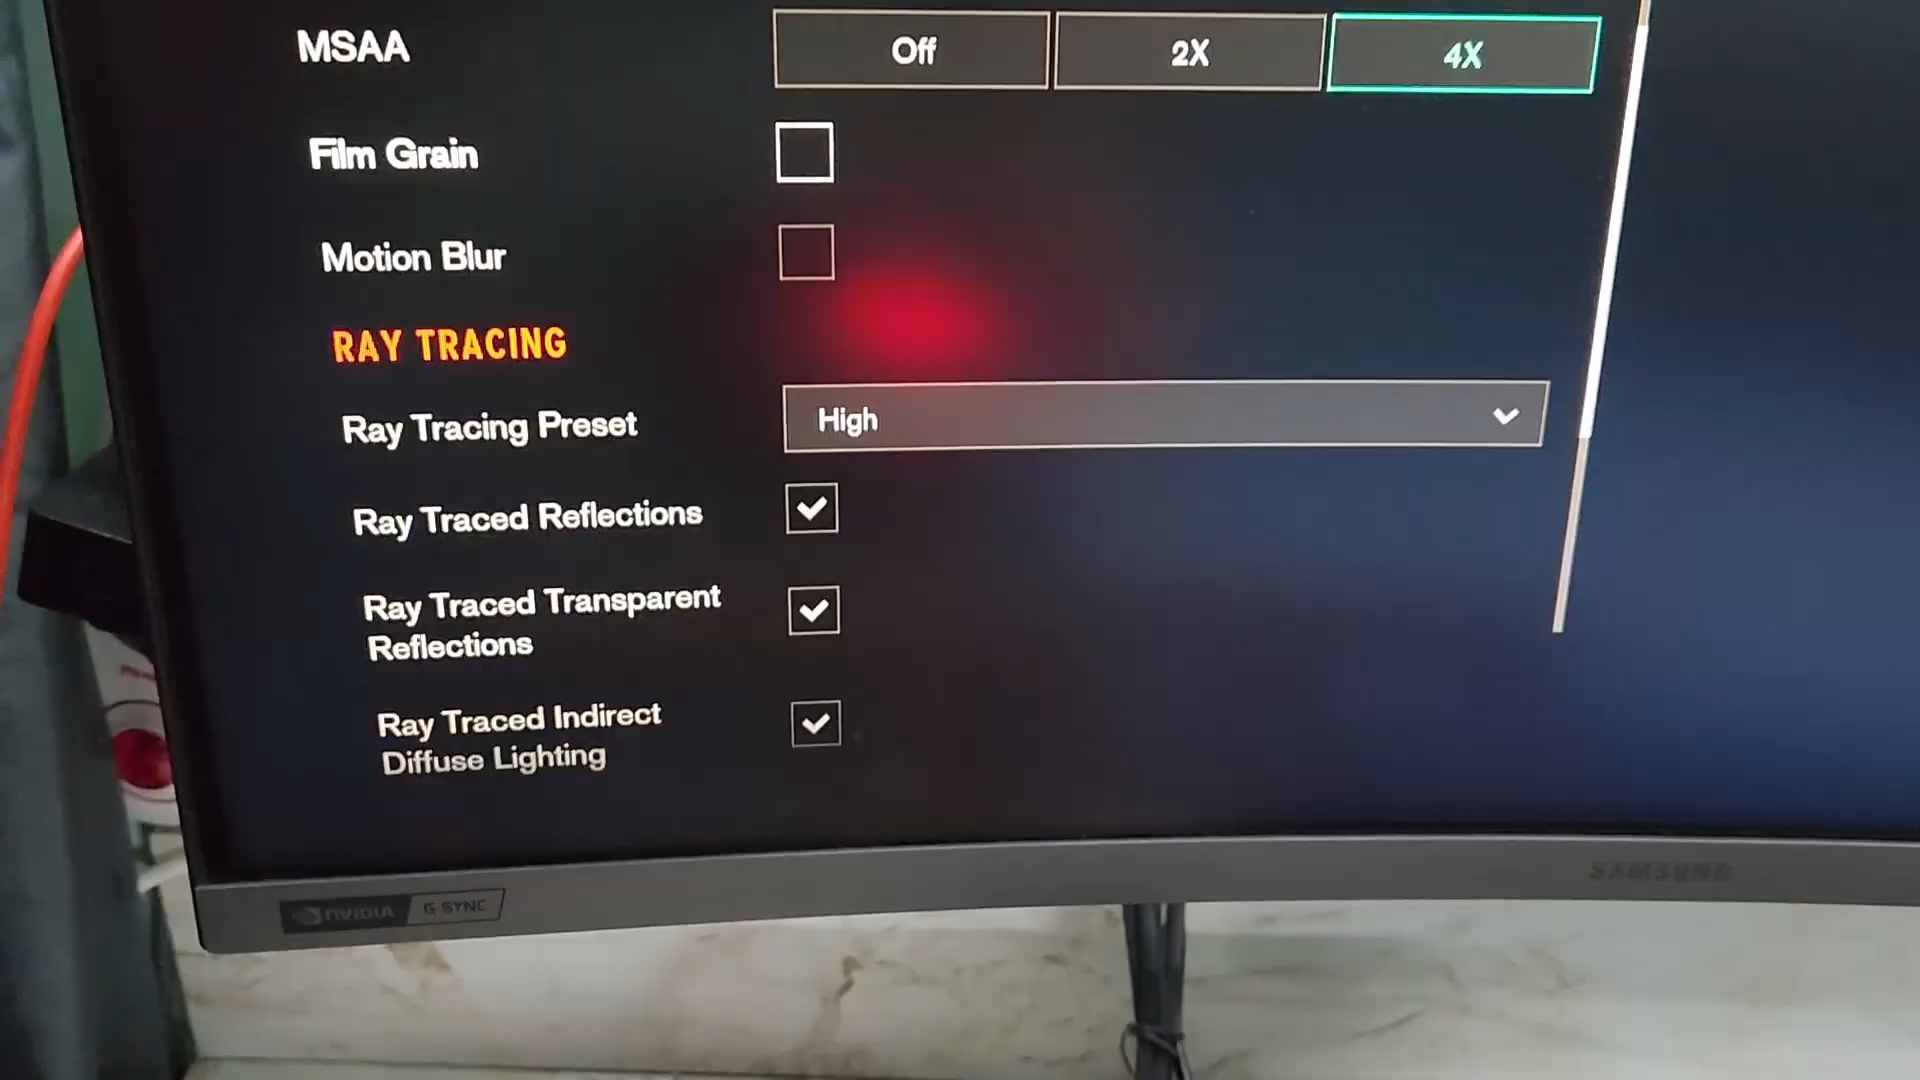 MSAA
Off
2X
4X
Film Grain
Motion Blur
RAY TRACING
Ray Tracing Preset
High
Ray Traced Reflections
Ray Traced Transparent
Reflections
Ray Traced Indirect
Diffuse Lighting
NVIDIA G-SYNC
SAMSUNG